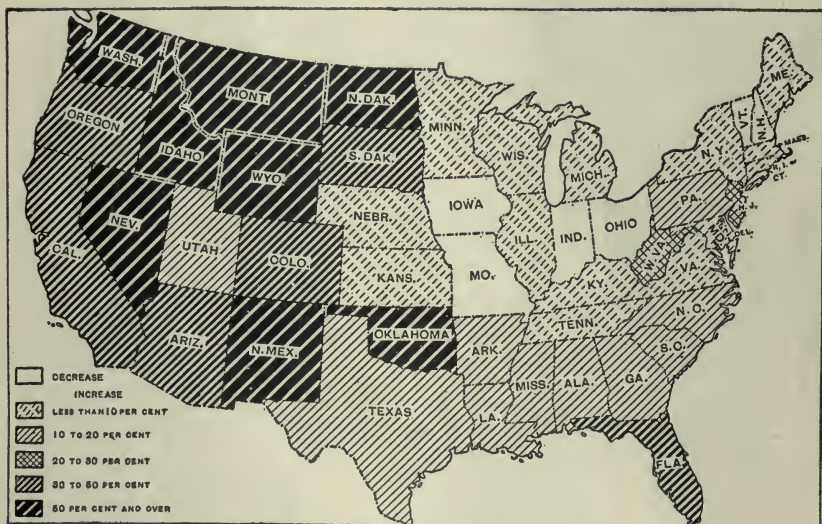 WASH.
MONT.
N.DAK.
MINN.
ME.
OREGON
IDAHO
WYO.
S.DAK.
WIS.
MICH.
N.Y.
VT.
N.H.
MASS.
R.I.
CT.
NEV.
UTAH
COLO.
NEBR.
IOWA
ILL.
IND.
OHIO
PA.
N.J.
DEL.
MD.
W.VA.
VA.
CAL.
KANS.
MO.
KY.
ARIZ.
N.MEX.
OKLAHOMA
ARK.
TENN.
N.C.
S.C.
TEXAS
LA.
MISS.
ALA.
GA.
FLA.
DECREASE
INCREASE
LESS THAN 10 PER CENT
10 TO 20 PER CENT
20 TO 30 PER CENT
30 TO 50 PER CENT
50 PER CENT AND OVER